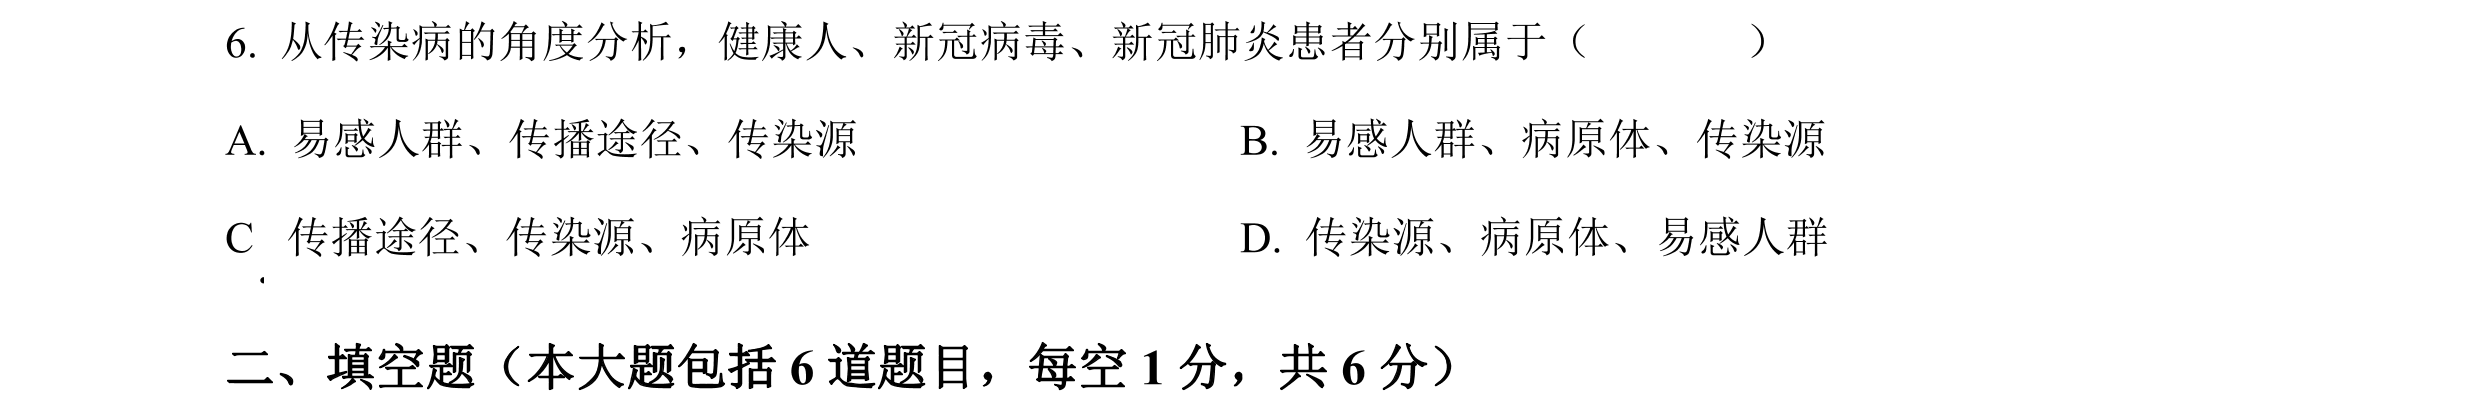 6. 从传染病的角度分析，健康人、新冠病毒、新冠肺炎患者分别属于（　　　）
A. 易感人群、传播途径、传染源　　B. 易感人群、病原体、传染源
C 传播途径、传染源、病原体　　D. 传染源、病原体、易感人群
.
二、填空题（本大题包括 6 道题目，每空 1 分，共 6 分）